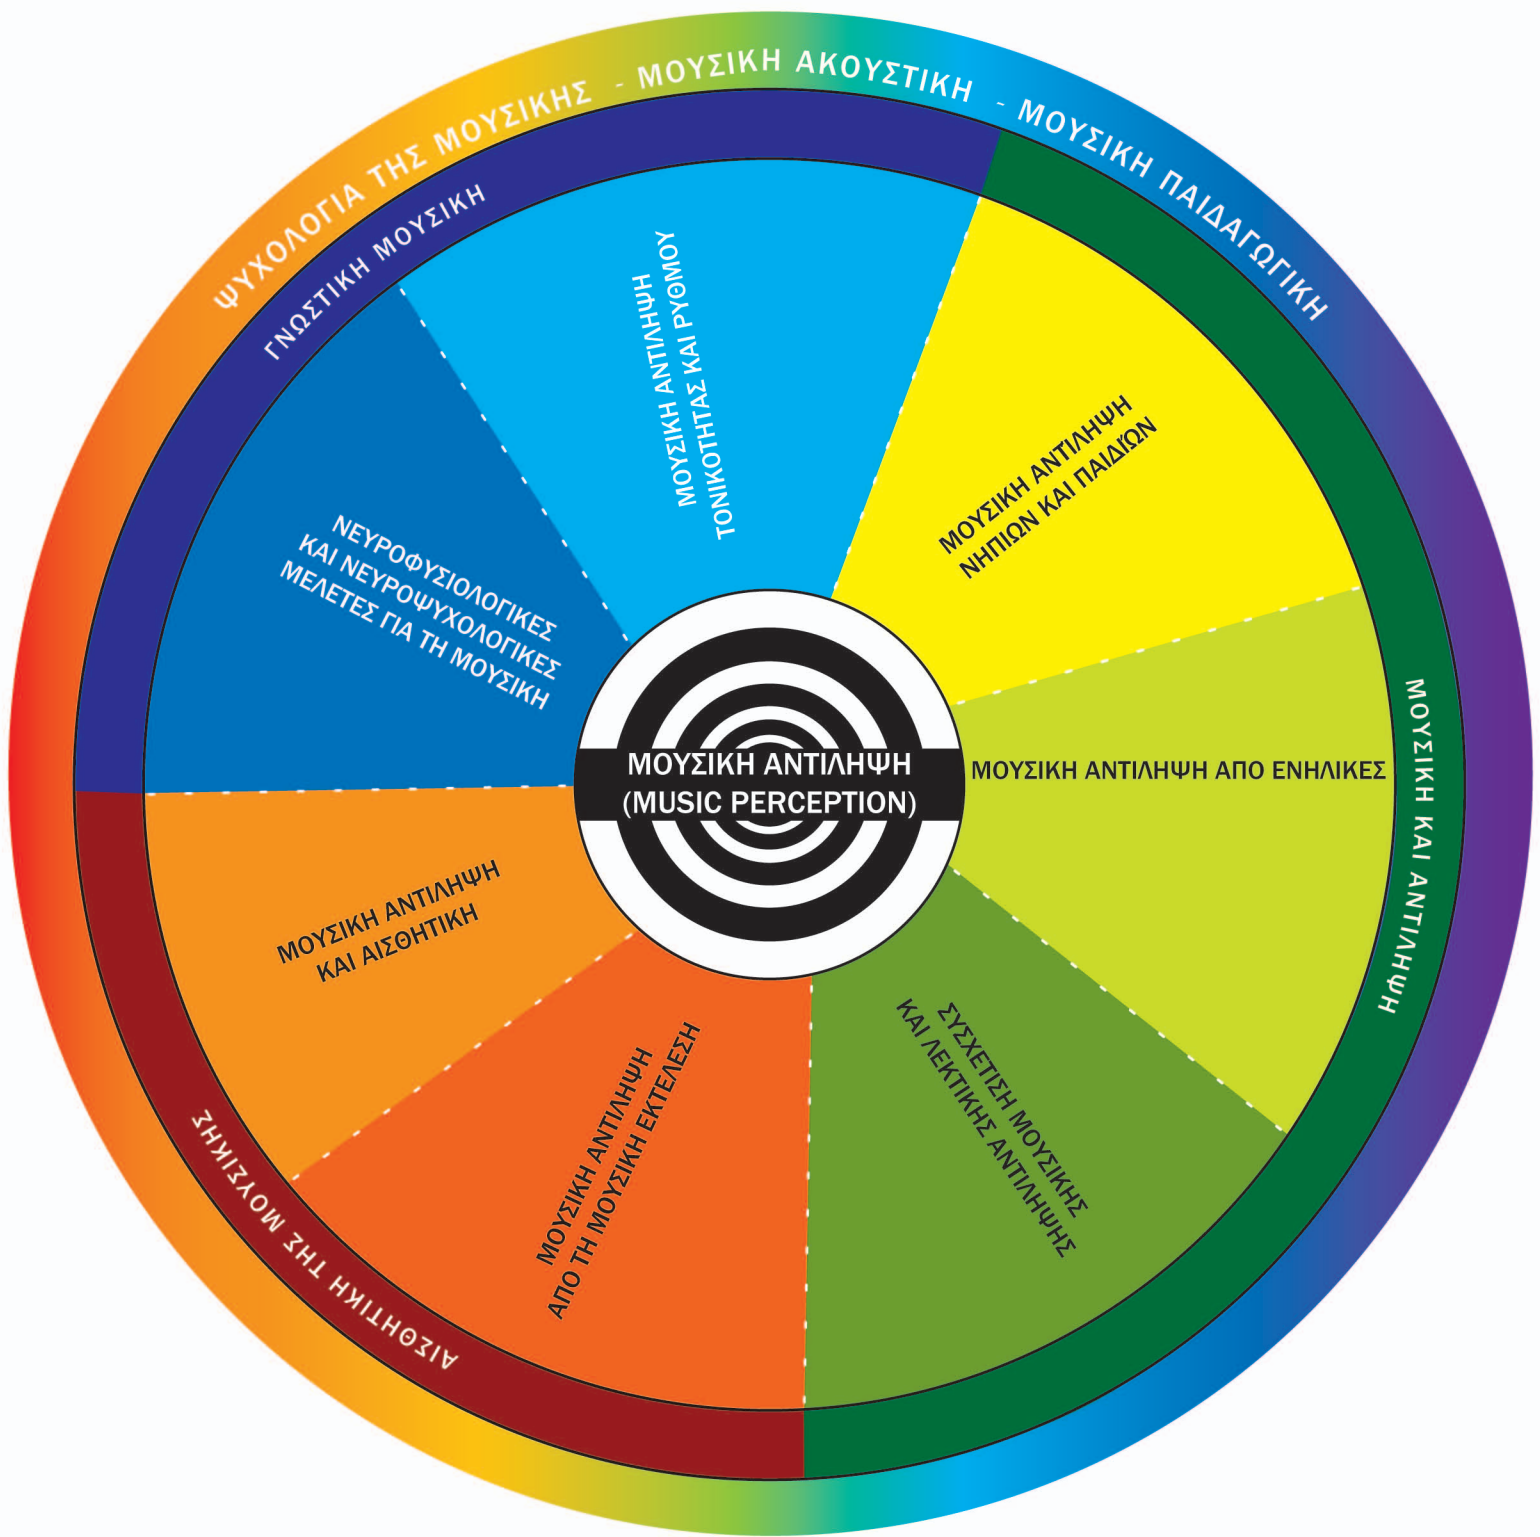 ΨΥΧΟΛΟΓΙΑ ΤΗΣ ΜΟΥΣΙΚΗΣ - ΜΟΥΣΙΚΗ ΑΚΟΥΣΤΙΚΗ - ΜΟΥΣΙΚΗ ΠΑΙΔΑΓΩΓΙΚΗ
ΓΝΩΣΤΙΚΗ ΜΟΥΣΙΚΗ
ΜΟΥΣΙΚΗ ΚΑΙ ΑΝΤΙΛΗΨΗ
ΑΙΣΘΗΤΙΚΗ ΤΗΣ ΜΟΥΣΙΚΗΣ
ΜΟΥΣΙΚΗ ΑΝΤΙΛΗΨΗ
ΤΟΝΙΚΟΤΗΤΑΣ ΚΑΙ ΡΥΘΜΟΥ
ΜΟΥΣΙΚΗ ΑΝΤΙΛΗΨΗ
ΝΗΠΙΩΝ ΚΑΙ ΠΑΙΔΙΏΝ
ΜΟΥΣΙΚΗ ΑΝΤΙΛΗΨΗ ΑΠΟ ΕΝΗΛΙΚΕΣ
ΣΥΣΧΕΤΙΣΗ ΜΟΥΣΙΚΗΣ
ΚΑΙ ΛΕΚΤΙΚΗΣ ΑΝΤΙΛΗΨΗΣ
ΜΟΥΣΙΚΗ ΑΝΤΙΛΗΨΗ
ΑΠΟ ΤΗ ΜΟΥΣΙΚΗ ΕΚΤΕΛΕΣΗ
ΜΟΥΣΙΚΗ ΑΝΤΙΛΗΨΗ
ΚΑΙ ΑΙΣΘΗΤΙΚΗ
ΝΕΥΡΟΦΥΣΙΟΛΟΓΙΚΕΣ
ΚΑΙ ΝΕΥΡΟΨΥΧΟΛΟΓΙΚΕΣ
ΜΕΛΕΤΕΣ ΓΙΑ ΤΗ ΜΟΥΣΙΚΗ
ΜΟΥΣΙΚΗ ΑΝΤΙΛΗΨΗ
(MUSIC PERCEPTION)